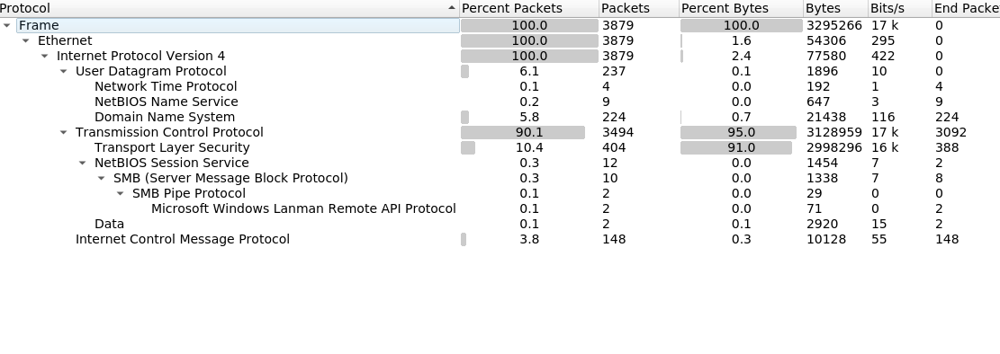 Protocol Percent Packets Packets Percent Bytes Bytes Bits/s End Packe
Frame 100.0 3879 100.0 3295266 17 k 0
Ethernet 100.0 3879 1.6 54306 295 0
Internet Protocol Version 4 100.0 3879 2.4 77580 422 0
User Datagram Protocol 6.1 237 0.1 1896 10 0
Network Time Protocol 0.1 4 0.0 192 1 4
NetBIOS Name Service 0.2 9 0.0 647 3 9
Domain Name System 5.8 224 0.7 21438 116 224
Transmission Control Protocol 90.1 3494 95.0 3128959 17 k 3092
Transport Layer Security 10.4 404 91.0 2998296 16 k 388
NetBIOS Session Service 0.3 12 0.0 1454 7 2
SMB (Server Message Block Protocol) 0.3 10 0.0 1338 7 8
SMB Pipe Protocol 0.1 2 0.0 29 0 0
Microsoft Windows Lanman Remote API Protocol 0.1 2 0.0 71 0 2
Data 0.1 2 0.1 2920 15 2
Internet Control Message Protocol 3.8 148 0.3 10128 55 148